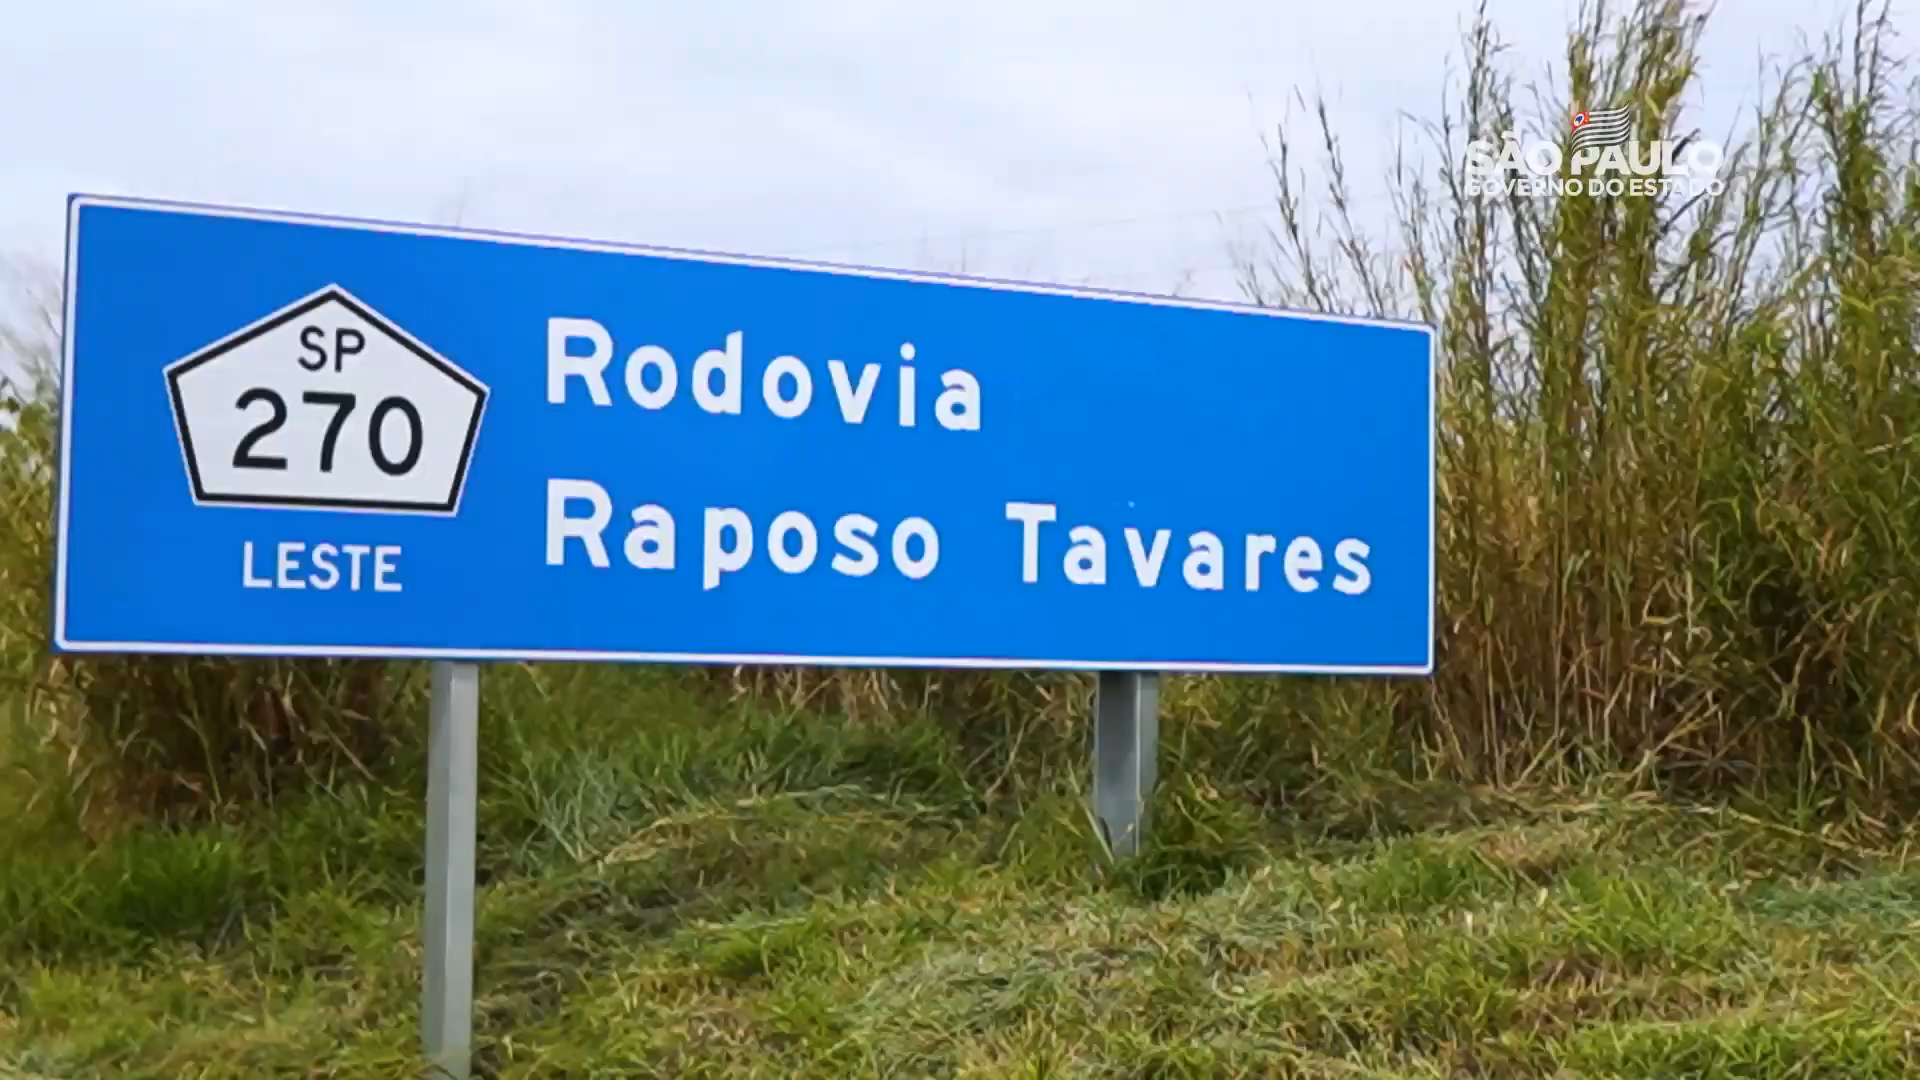 SÃO PAULO
GOVERNO DO ESTADO
SP
270
LESTE
Rodovia
Raposo Tavares